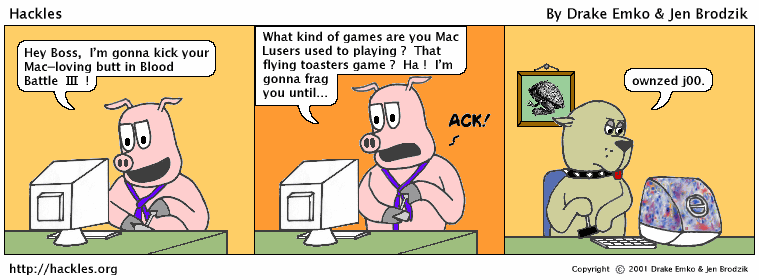 Hackles
By Drake Emko & Jen Brodzik
Hey Boss, I'm gonna kick your
Mac-loving butt in Blood
Battle III !
What kind of games are you Mac
Lusers used to playing ? That
flying toasters game ? Ha ! I'm
gonna frag
you until...
ACK!
ownzed j00.
http://hackles.org
Copyright © 2001 Drake Emko & Jen Brodzik